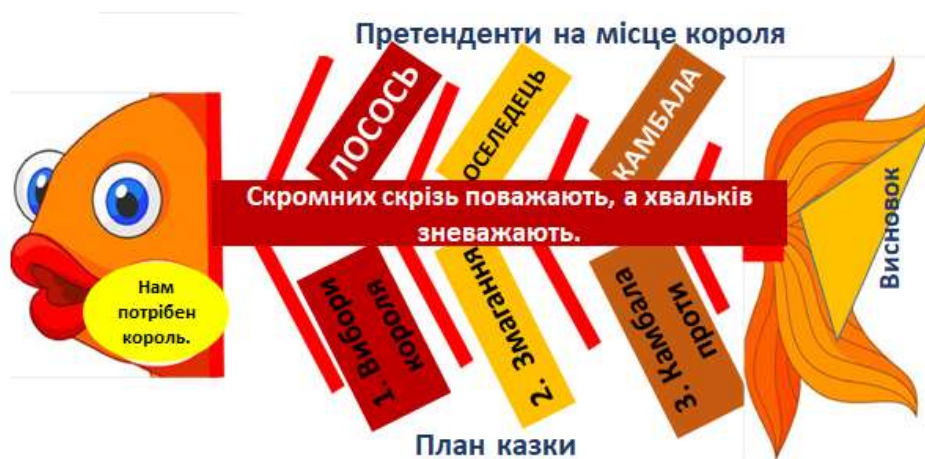 Претенденти на місце короля
ЛОСОСЬ
ОСЕЛЕДЕЦЬ
КАМБАЛА
Скромних скрізь поважають, а хвальків
зневажають.
Нам
потрібен
король.
1. Вибори
короля
2. Змагання
3. Камбала
проти
Висновок
План казки